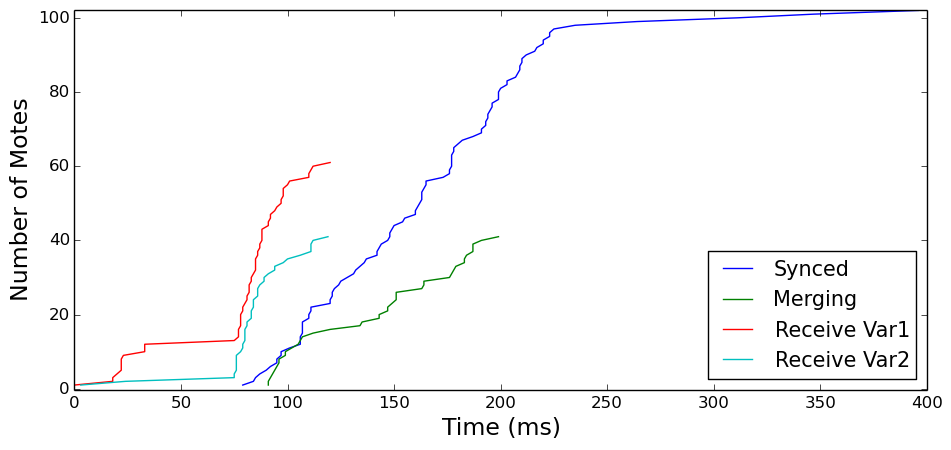 100
80
60
40
20
0
Number of Motes
0 50 100 150 200 250 300 350 400
Time (ms)
Synced
Merging
Receive Var1
Receive Var2